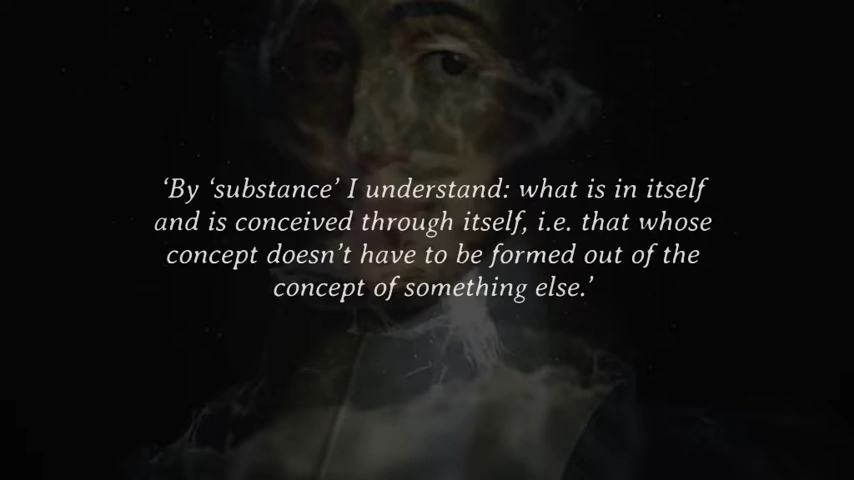 ‘By ‘substance’ I understand: what is in itself
and is conceived through itself, i.e. that whose
concept doesn’t have to be formed out of the
concept of something else.’